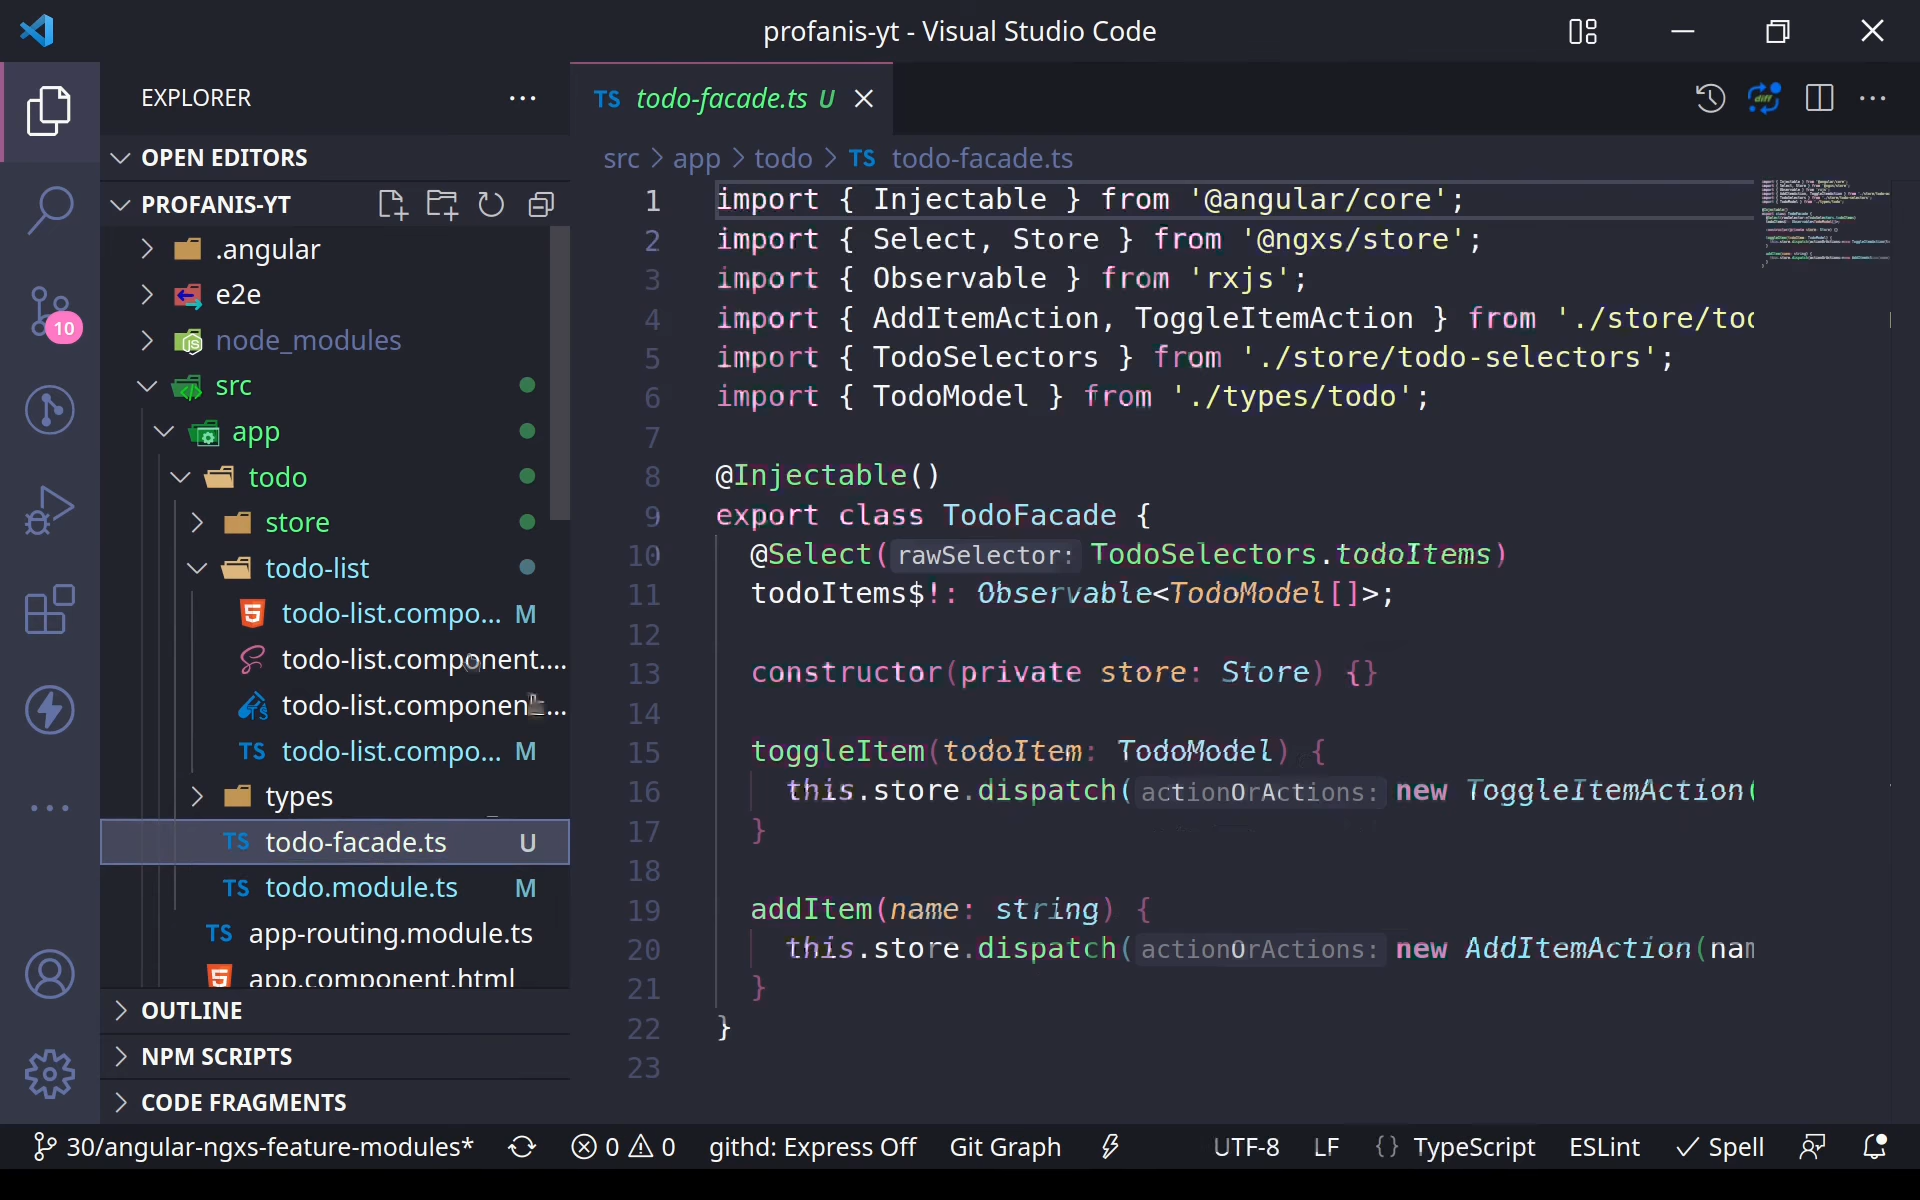 profanis-yt - Visual Studio Code
EXPLORER
OPEN EDITORS
PROFANIS-YT
.angular
e2e
node_modules
src
app
todo
store
todo-list
todo-list.compo... M
todo-list.component....
todo-list.component...
TS todo-list.compo... M
types
TS todo-facade.ts U
TS todo.module.ts M
TS app-routing.module.ts
app.component.html
OUTLINE
NPM SCRIPTS
CODE FRAGMENTS
10
TS todo-facade.ts U
diff
src > app > todo > TS todo-facade.ts
1 import { Injectable } from '@angular/core';
2 import { Select, Store } from '@ngxs/store';
3 import { Observable } from 'rxjs';
4 import { AddItemAction, ToggleItemAction } from './store/too
5 import { TodoSelectors } from './store/todo-selectors';
6 import { TodoModel } from './types/todo';
7
8 @Injectable()
9 export class TodoFacade {
10 @Select(rawSelector: TodoSelectors.todoItems)
11 todoItems$!: Observable<TodoModel[]>;
12
13 constructor(private store: Store) {}
14
15 toggleItem(todoItem: TodoModel) {
16 this.store.dispatch(actionOrActions: new ToggleItemAction(
17 }
18
19 addItem(name: string) {
20 this.store.dispatch(actionOrActions: new AddItemAction(nam
21 }
22 }
23
30/angular-ngxs-feature-modules* 0 0 githd: Express Off Git Graph UTF-8 LF {} TypeScript ESLint Spell